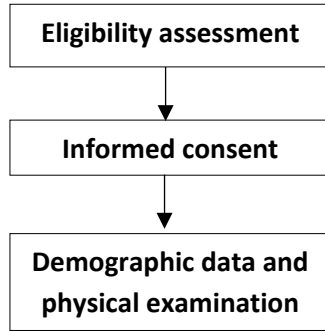 Eligibility assessment
Informed consent
Demographic data and
physical examination